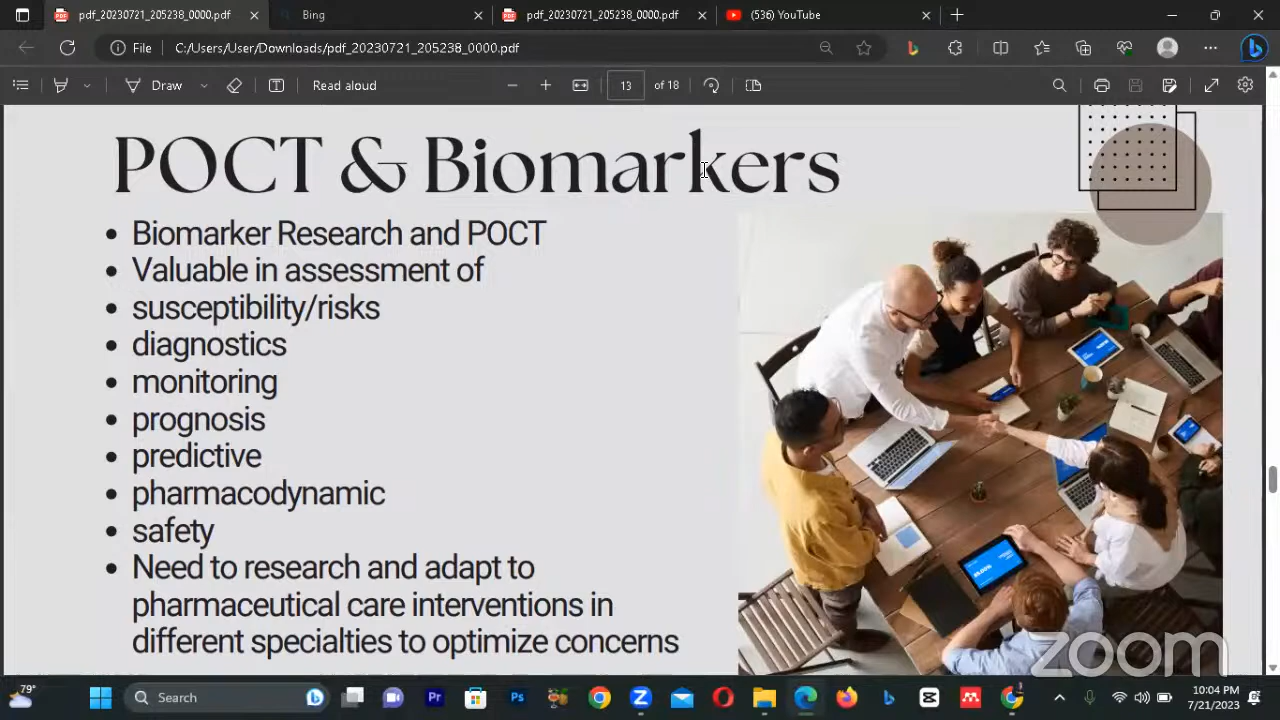 pdf_20230721_205238_0000.pdf
Bing
pdf_20230721_205238_0000.pdf
(516) YouTube
File
C:/Users/User/Downloads/pdf_20230721_205238_0000.pdf
Draw
Read aloud
13
of 18
POCT & Biomarkers
• Biomarker Research and POCT
• Valuable in assessment of
• susceptibility/risks
• diagnostics
• monitoring
• prognosis
• predictive
• pharmacodynamic
• safety
• Need to research and adapt to
pharmaceutical care interventions in
different specialties to optimize concerns
zoom
79°
Search
Pr
Ps
10:04 PM
7/21/2023